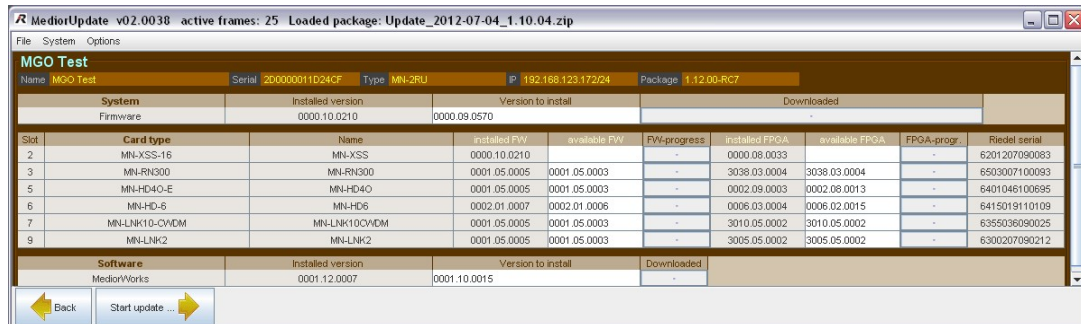 MediorUpdate v02.0038 active frames: 25 Loaded package: Update_2012-07-04_1.10.04.zip
File System Options
MGO Test
Name MGO Test Serial 2D0000011D24CF Type MN-2RU IP 192.168.123.172/24 Package 1.12.00-RC7
System Installed version Version to install Downloaded
Firmware 0000.10.0210 0000.09.0570 -
Slot Card type Name installed FW available FW FW-progress installed FPGA available FPGA FPGA-progr. Riedel serial
2 MN-XSS-16 MN-XSS 0000.10.0210 - 0000.08.0033 - 6201207090083
3 MN-RN300 MN-RN300 0001.05.0005 0001.05.0003 - 3038.03.0004 3038.03.0004 - 6503007100093
5 MN-HD4O-E MN-HD4O 0001.05.0005 0001.05.0003 - 0002.09.0003 0002.08.0013 - 6401046100695
6 MN-HD-6 MN-HD6 0002.01.0007 0002.01.0006 - 0006.03.0004 0006.02.0015 - 6415019110109
7 MN-LNK10-CWDM MN-LNK10CWDM 0001.05.0005 0001.05.0003 - 3010.05.0002 3010.05.0002 - 6355036090025
9 MN-LNK2 MN-LNK2 0001.05.0005 0001.05.0003 - 3005.05.0002 3005.05.0002 - 6300207090212
Software Installed version Version to install Downloaded
MediorWorks 0001.12.0007 0001.10.0015 -
Back Start update ...